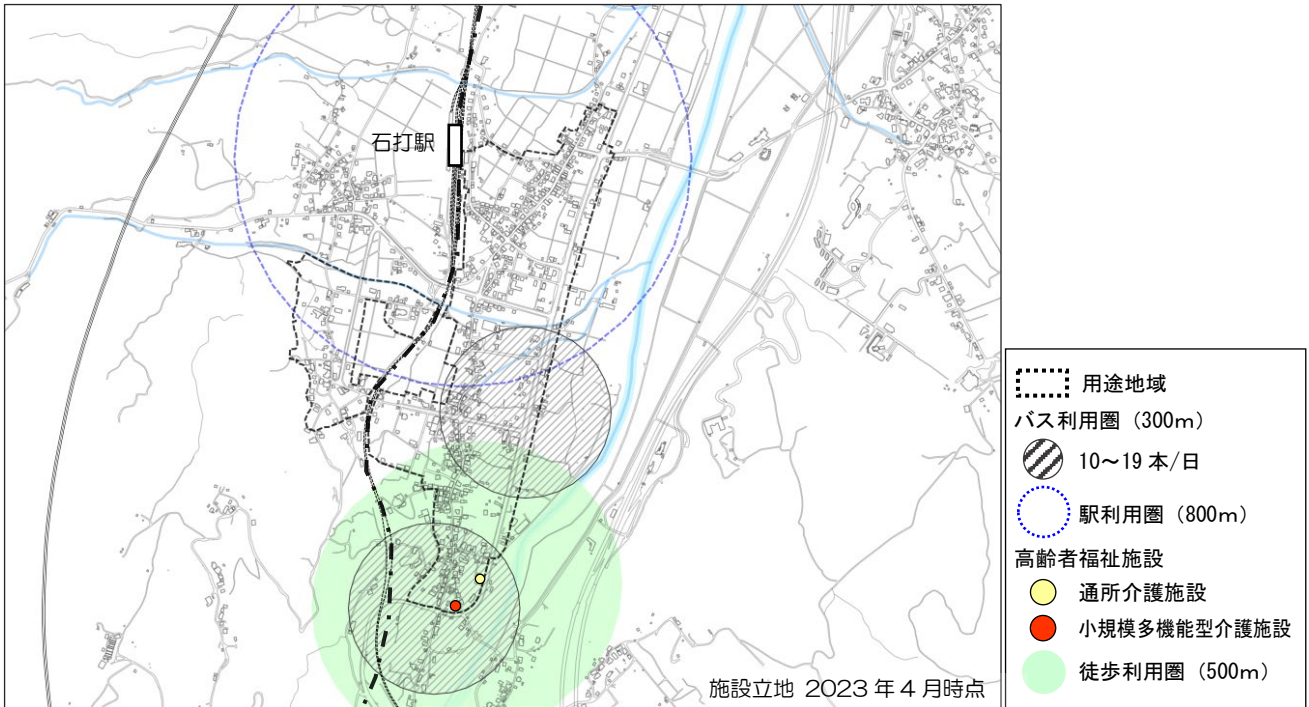 石打駅
施設立地 2023年4月時点
用途地域
バス利用圏（300m）
10～19本/日
駅利用圏（800m）
高齢者福祉施設
通所介護施設
小規模多機能型介護施設
徒歩利用圏（500m）